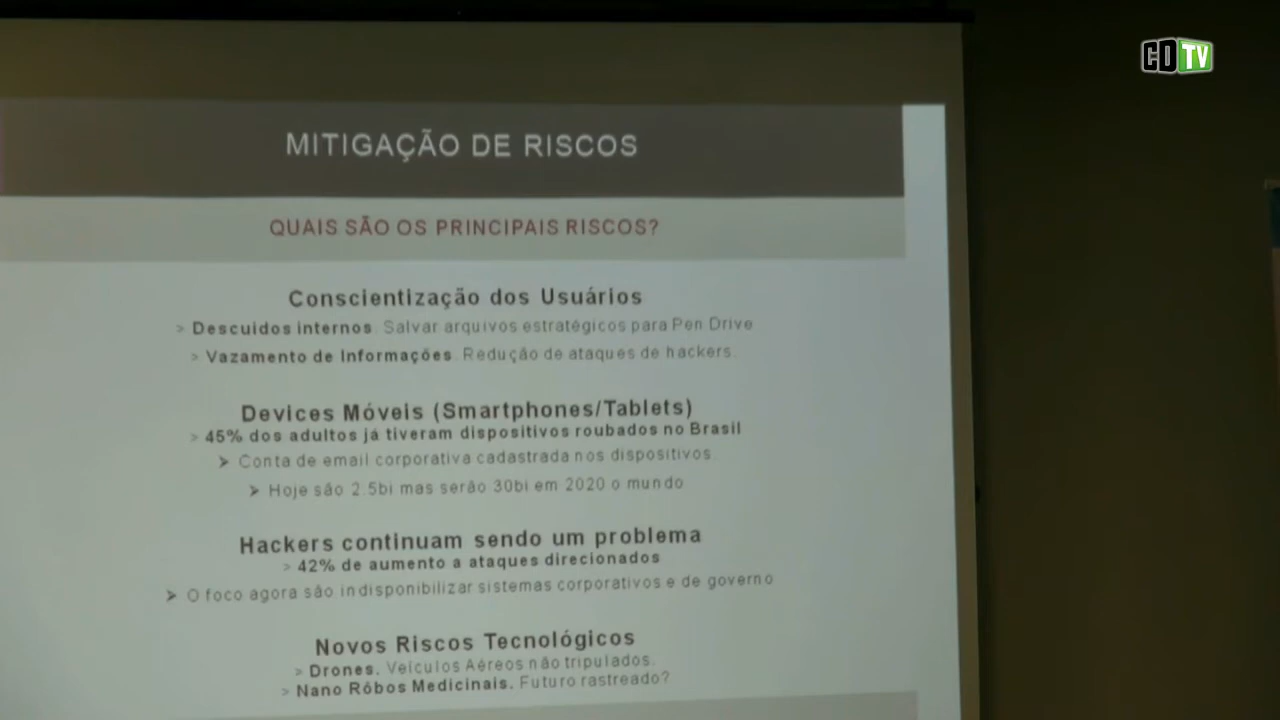 CDTV
MITIGAÇÃO DE RISCOS
QUAIS SÃO OS PRINCIPAIS RISCOS?
Conscientização dos Usuários
> Descuidos internos. Salvar arquivos estratégicos para Pen Drive
> Vazamento de Informações. Redução de ataques de hackers.
Devices Móveis (Smartphones/Tablets)
> 45% dos adultos já tiveram dispositivos roubados no Brasil
➢ Conta de email corporativa cadastrada nos dispositivos
➢ Hoje são 2.5bi mas serão 30bi em 2020 o mundo
Hackers continuam sendo um problema
> 42% de aumento a ataques direcionados
➢ O foco agora são indisponibilizar sistemas corporativos e de governo
Novos Riscos Tecnológicos
> Drones. Veículos Aéreos não tripulados.
> Nano Rôbos Medicinais. Futuro rastreado?